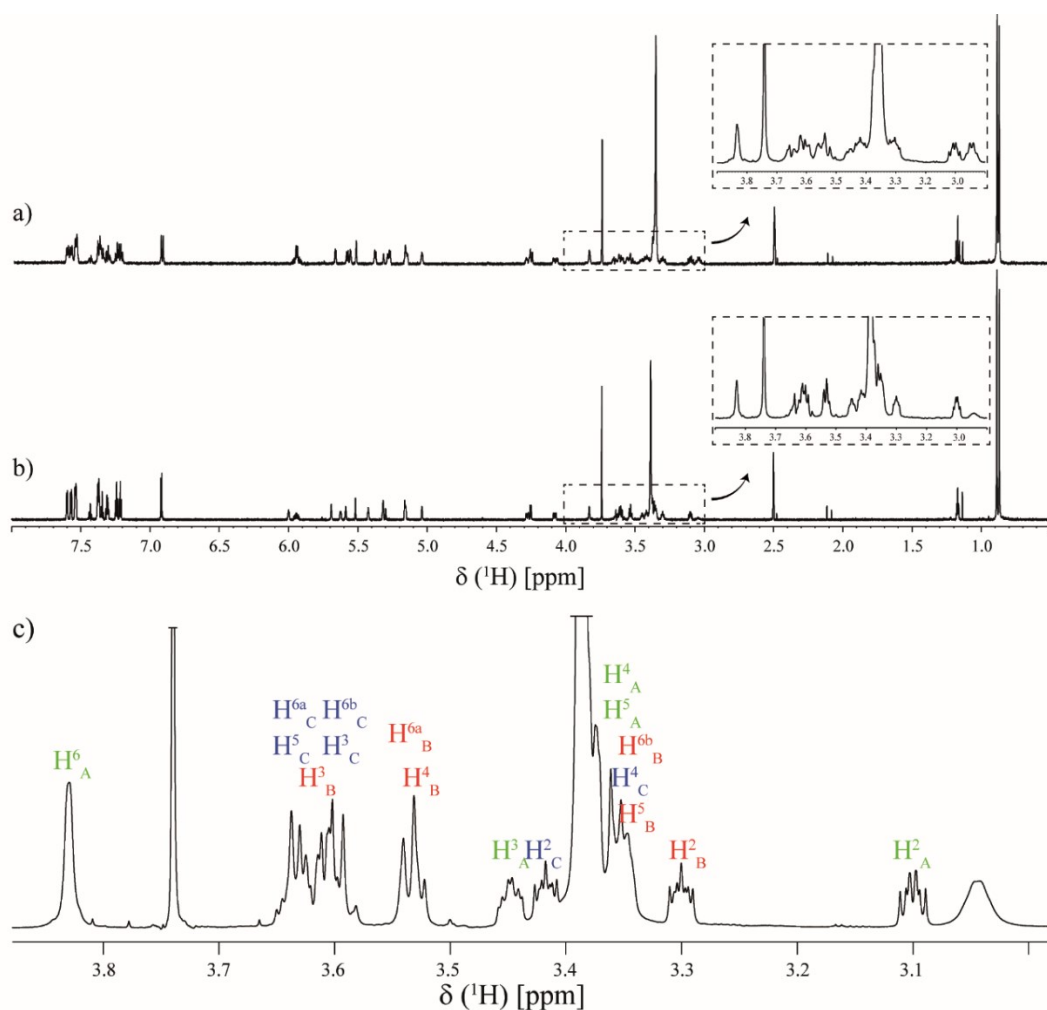 a)
3.8 3.7 3.6 3.5 3.4 3.3 3.2 3.1 3.0
b)
3.8 3.7 3.6 3.5 3.4 3.3 3.2 3.1 3.0
7.5 7.0 6.5 6.0 5.5 5.0 4.5 4.0 3.5 3.0 2.5 2.0 1.5 1.0
δ (¹H) [ppm]
c)
H⁴A
H⁶ᵃC H⁶ᵇC H⁵A
H⁶ᵃB H⁶ᵇB
H⁶A H⁵C H³C
H³B H⁴B H⁴C
H⁵B
H³A H²C H²B H²A
3.8 3.7 3.6 3.5 3.4 3.3 3.2 3.1
δ (¹H) [ppm]